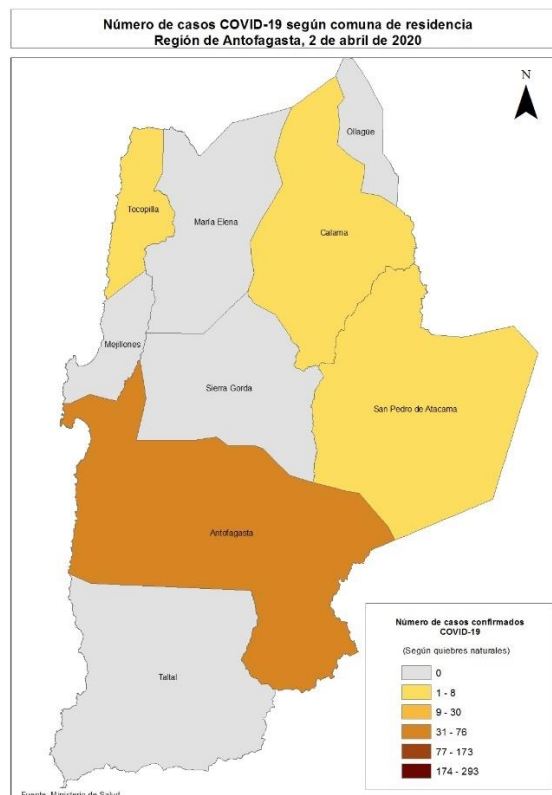 Número de casos COVID-19 según comuna de residencia
Región de Antofagasta, 2 de abril de 2020
N
Ollagüe
Tocopilla
María Elena
Calama
Mejillones
Sierra Gorda
San Pedro de Atacama
Antofagasta
Taltal
Número de casos confirmados
COVID-19
(Según quiebres naturales)
0
1 - 8
9 - 30
31 - 76
77 - 173
174 - 293
Fuente. Ministerio de Salud